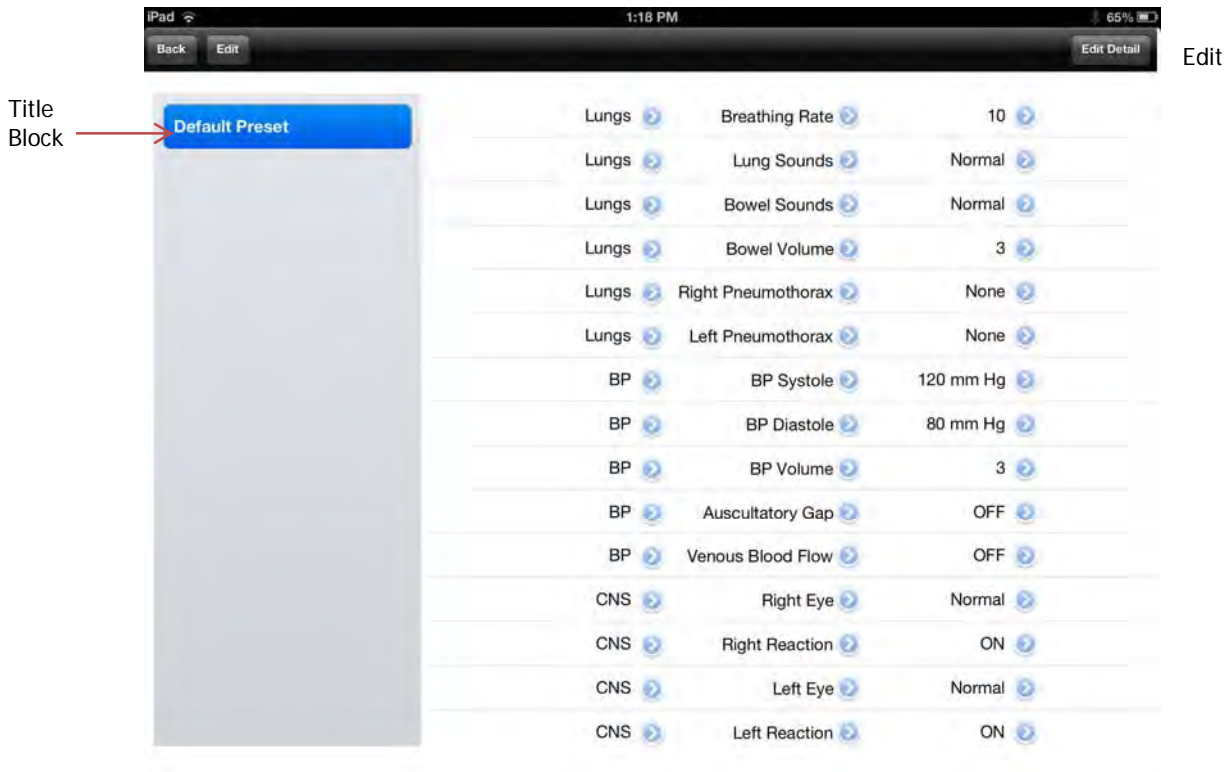 iPad 1:18 PM 65%
Back Edit Edit Detail Edit
Title
Block
Default Preset
Lungs Breathing Rate 10
Lungs Lung Sounds Normal
Lungs Bowel Sounds Normal
Lungs Bowel Volume 3
Lungs Right Pneumothorax None
Lungs Left Pneumothorax None
BP BP Systole 120 mm Hg
BP BP Diastole 80 mm Hg
BP BP Volume 3
BP Auscultatory Gap OFF
BP Venous Blood Flow OFF
CNS Right Eye Normal
CNS Right Reaction ON
CNS Left Eye Normal
CNS Left Reaction ON